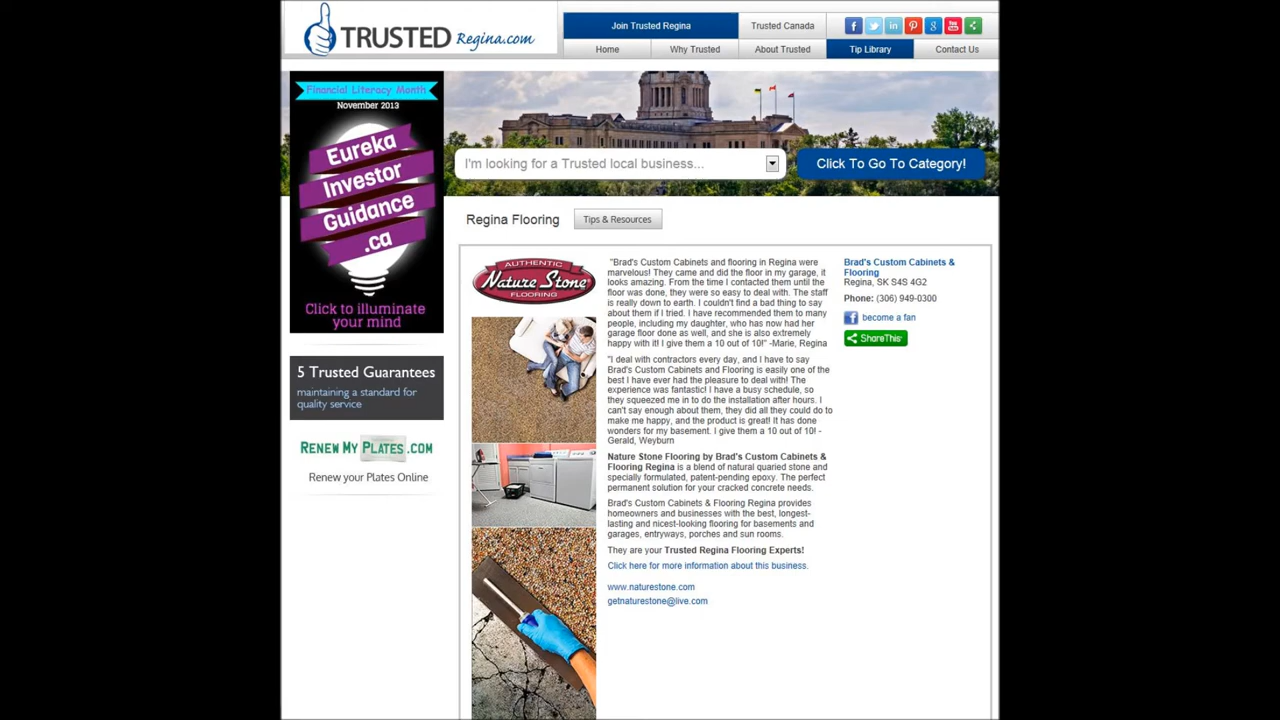 TRUSTED Regina.com
Join Trusted Regina
Trusted Canada
Home
Why Trusted
About Trusted
Tip Library
Contact Us
Financial Literacy Month
November 2013
Eureka
Investor
Guidance
.ca
Click to illuminate
your mind
I'm looking for a Trusted local business...
Click To Go To Category!
5 Trusted Guarantees
maintaining a standard for
quality service
RENEW MY PLATES.COM
Renew your Plates Online
Regina Flooring
Tips & Resources
AUTHENTIC
Nature Stone
FLOORING
"Brad's Custom Cabinets and flooring in Regina were
marvelous! They came and did the floor in my garage, it
looks amazing. From the time I contacted them until the
floor was done, they were so easy to deal with. The staff
is really down to earth. I couldn't find a bad thing to say
about them if I tried. I have recommended them to many
people, including my daughter, who has now had her
garage floor done as well, and she is also extremely
happy with it! I give them a 10 out of 10!" -Marie, Regina
"I deal with contractors every day, and I have to say
Brad's Custom Cabinets and Flooring is easily one of the
best I have ever had the pleasure to deal with! The
experience was fantastic! I have a busy schedule, so
they squeezed me in to do the installation after hours. I
can't say enough about them, they did all they could do to
make me happy, and the product is great! It has done
wonders for my basement. I give them a 10 out of 10! -
Gerald, Weyburn
Nature Stone Flooring by Brad's Custom Cabinets &
Flooring Regina is a blend of natural quaried stone and
specially formulated, patent-pending epoxy. The perfect
permanent solution for your cracked concrete needs.
Brad's Custom Cabinets & Flooring Regina provides
homeowners and businesses with the best, longest-
lasting and nicest-looking flooring for basements and
garages, entryways, porches and sun rooms.
They are your Trusted Regina Flooring Experts!
Click here for more information about this business.
www.naturestone.com
getnaturestone@live.com
Brad's Custom Cabinets &
Flooring
Regina, SK S4S 4G2
Phone: (306) 949-0300
become a fan
ShareThis